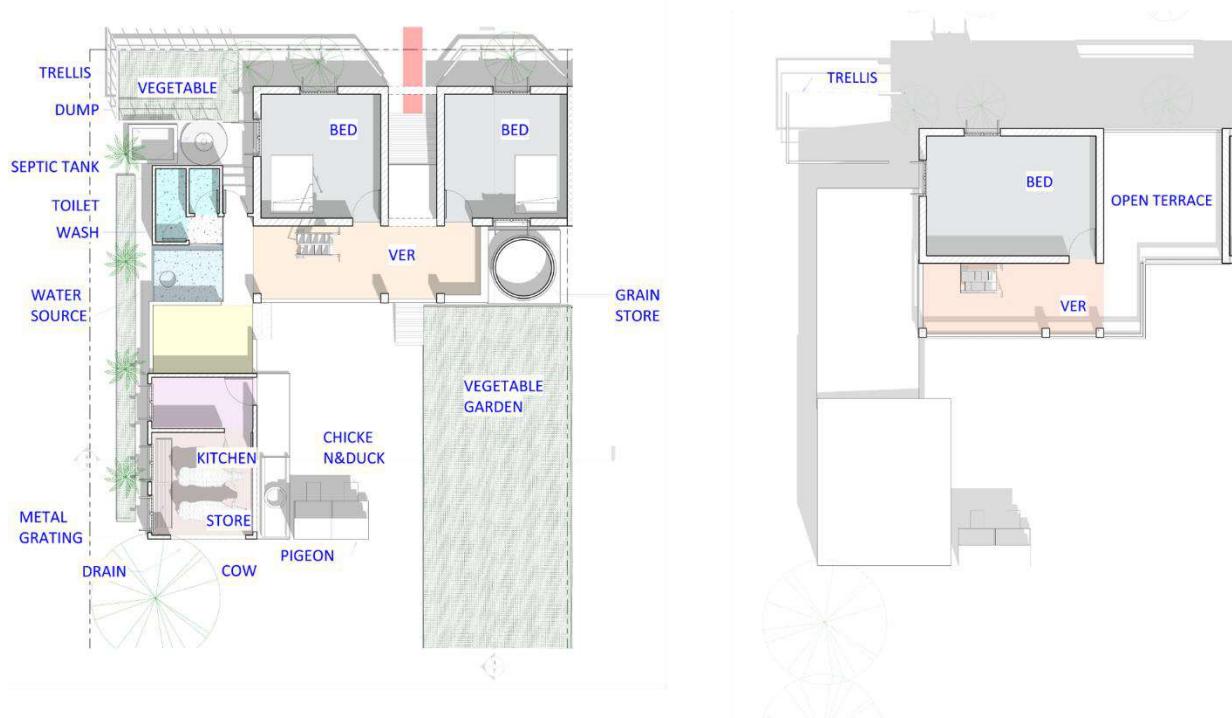 TRELLIS
VEGETABLE
DUMP
BED
BED
SEPTIC TANK
TOILET
WASH
VER
WATER
SOURCE
GRAIN
STORE
VEGETABLE
GARDEN
CHICKE
N&DUCK
KITCHEN
STORE
METAL
GRATING
PIGEON
DRAIN
COW
TRELLIS
BED
OPEN TERRACE
VER